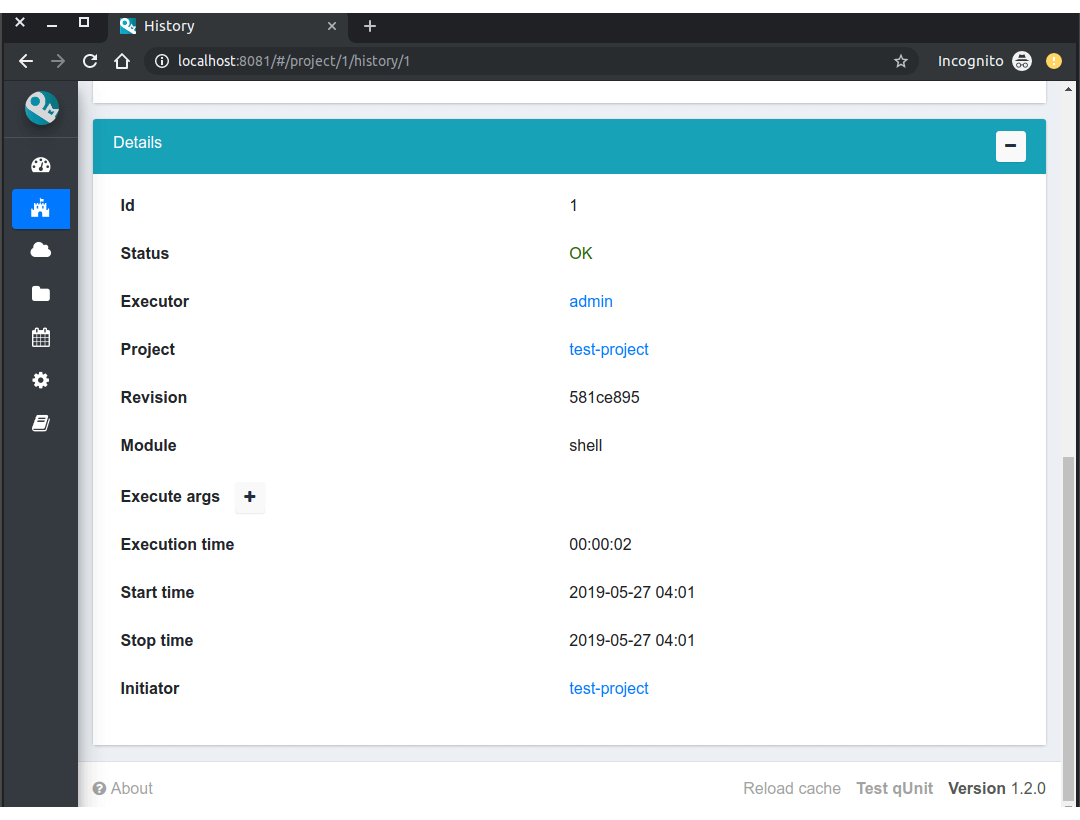 History
localhost:8081/#/project/1/history/1
Incognito
Details
Id 1
Status OK
Executor admin
Project test-project
Revision 581ce895
Module shell
Execute args
Execution time 00:00:02
Start time 2019-05-27 04:01
Stop time 2019-05-27 04:01
Initiator test-project
About Reload cache Test qUnit Version 1.2.0